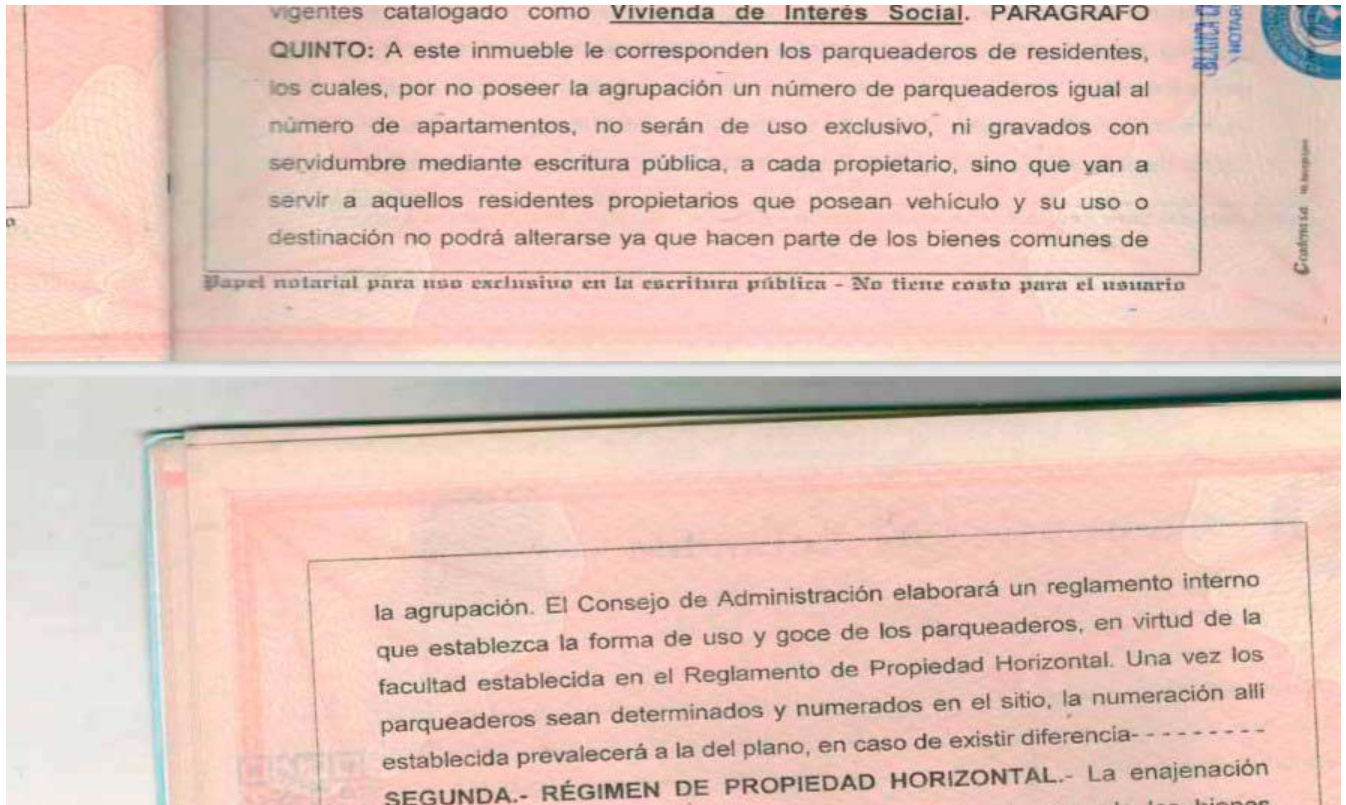 vigentes catalogado como Vivienda de Interés Social. PARÁGRAFO
QUINTO: A este inmueble le corresponden los parqueaderos de residentes,
los cuales, por no poseer la agrupación un número de parqueaderos igual al
número de apartamentos, no serán de uso exclusivo, ni gravados con
servidumbre mediante escritura pública, a cada propietario, sino que van a
servir a aquellos residentes propietarios que posean vehículo y su uso o
destinación no podrá alterarse ya que hacen parte de los bienes comunes de
Papel notarial para uso exclusivo en la escritura pública - No tiene costo para el usuario
BLANCA
NOTAR
Cadena s.a.
la agrupación. El Consejo de Administración elaborará un reglamento interno
que establezca la forma de uso y goce de los parqueaderos, en virtud de la
facultad establecida en el Reglamento de Propiedad Horizontal. Una vez los
parqueaderos sean determinados y numerados en el sitio, la numeración allí
establecida prevalecerá a la del plano, en caso de existir diferencia- - - - - - - - -
SEGUNDA.- RÉGIMEN DE PROPIEDAD HORIZONTAL.- La enajenación
bienes